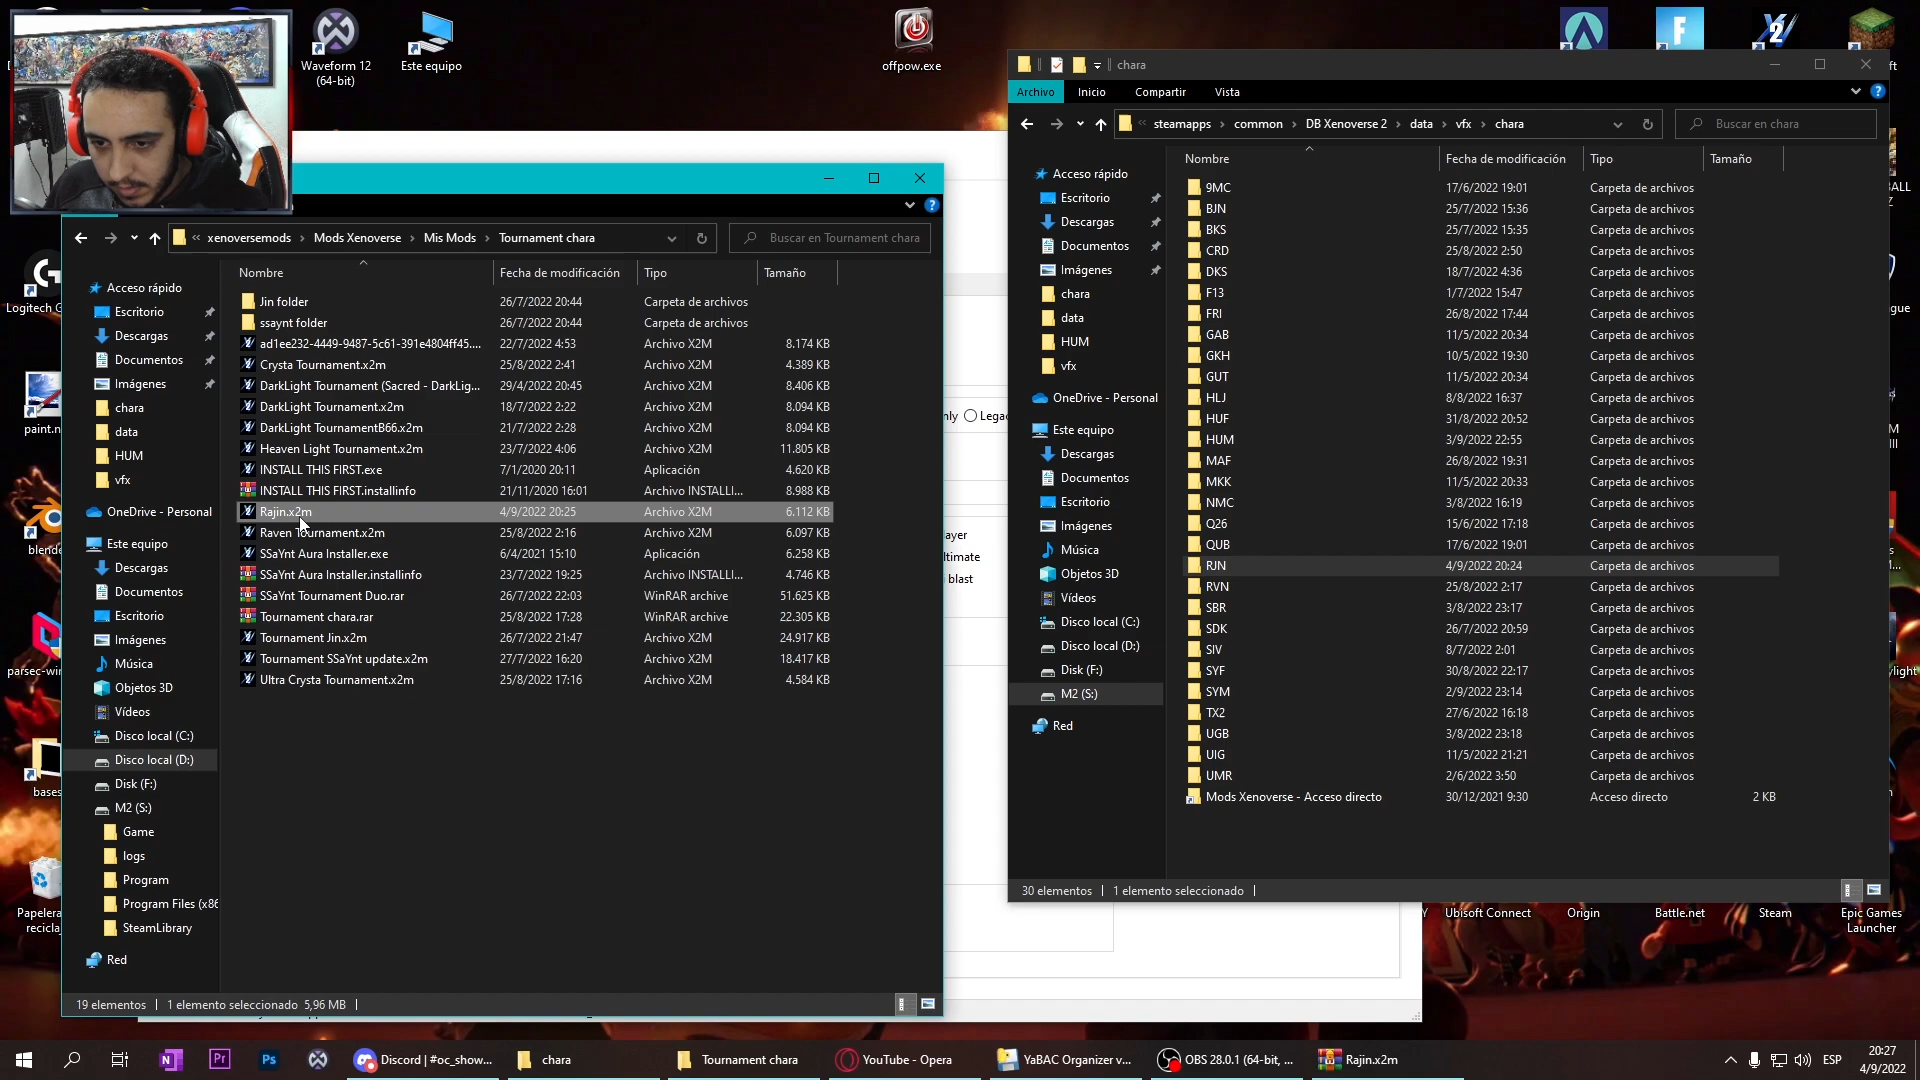 Waveform 12
(64-bit)
Este equipo
offpow.exe
Logitech G
paint.n
blende
parsec-win
bases
Papelera
recicla
xenoversemods
Mods Xenoverse
Mis Mods
Tournament chara
Buscar en Tournament chara
Nombre
Fecha de modificación
Tipo
Tamaño
Acceso rápido
Escritorio
Descargas
Documentos
Imágenes
chara
data
HUM
vfx
OneDrive - Personal
Este equipo
Descargas
Documentos
Escritorio
Imágenes
Música
Objetos 3D
Vídeos
Disco local (C:)
Disco local (D:)
Disk (F:)
M2 (S:)
Game
logs
Program
Program Files (x86
SteamLibrary
Red
Jin folder 26/7/2022 20:44 Carpeta de archivos
ssaynt folder 26/7/2022 20:44 Carpeta de archivos
ad1ee232-4449-9487-5c61-391e4804ff45.... 22/7/2022 4:53 Archivo X2M 8.174 KB
Crysta Tournament.x2m 25/8/2022 2:41 Archivo X2M 4.389 KB
DarkLight Tournament (Sacred - DarkLig... 29/4/2022 20:45 Archivo X2M 8.406 KB
DarkLight Tournament.x2m 18/7/2022 2:22 Archivo X2M 8.094 KB
DarkLight TournamentB66.x2m 21/7/2022 2:28 Archivo X2M 8.094 KB
Heaven Light Tournament.x2m 23/7/2022 4:06 Archivo X2M 11.805 KB
INSTALL THIS FIRST.exe 7/1/2020 20:11 Aplicación 4.620 KB
INSTALL THIS FIRST.installinfo 21/11/2020 16:01 Archivo INSTALLI... 8.988 KB
Rajin.x2m 4/9/2022 20:25 Archivo X2M 6.112 KB
Raven Tournament.x2m 25/8/2022 2:16 Archivo X2M 6.097 KB
SSaYnt Aura Installer.exe 6/4/2021 15:10 Aplicación 6.258 KB
SSaYnt Aura Installer.installinfo 23/7/2022 19:25 Archivo INSTALLI... 4.746 KB
SSaYnt Tournament Duo.rar 26/7/2022 22:03 WinRAR archive 51.625 KB
Tournament chara.rar 25/8/2022 17:28 WinRAR archive 22.305 KB
Tournament Jin.x2m 26/7/2022 21:47 Archivo X2M 24.917 KB
Tournament SSaYnt update.x2m 27/7/2022 16:20 Archivo X2M 18.417 KB
Ultra Crysta Tournament.x2m 25/8/2022 17:16 Archivo X2M 4.584 KB
19 elementos 1 elemento seleccionado 5,96 MB
nly Legac
ayer
ltimate
blast
chara
Archivo Inicio Compartir Vista
steamapps
common
DB Xenoverse 2
data
vfx
chara
Buscar en chara
Nombre
Fecha de modificación
Tipo
Tamaño
Acceso rápido
Escritorio
Descargas
Documentos
Imágenes
chara
data
HUM
vfx
OneDrive - Personal
Este equipo
Descargas
Documentos
Escritorio
Imágenes
Música
Objetos 3D
Vídeos
Disco local (C:)
Disco local (D:)
Disk (F:)
M2 (S:)
Red
9MC 17/6/2022 19:01 Carpeta de archivos
BJN 25/7/2022 15:36 Carpeta de archivos
BKS 25/7/2022 15:35 Carpeta de archivos
CRD 25/8/2022 2:50 Carpeta de archivos
DKS 18/7/2022 4:36 Carpeta de archivos
F13 1/7/2022 15:47 Carpeta de archivos
FRI 26/8/2022 17:44 Carpeta de archivos
GAB 11/5/2022 20:34 Carpeta de archivos
GKH 10/5/2022 19:30 Carpeta de archivos
GUT 11/5/2022 20:34 Carpeta de archivos
HLJ 8/8/2022 16:37 Carpeta de archivos
HUF 31/8/2022 20:52 Carpeta de archivos
HUM 3/9/2022 22:55 Carpeta de archivos
MAF 26/8/2022 19:31 Carpeta de archivos
MKK 11/5/2022 20:33 Carpeta de archivos
NMC 3/8/2022 16:19 Carpeta de archivos
Q26 15/6/2022 17:18 Carpeta de archivos
QUB 17/6/2022 19:01 Carpeta de archivos
RJN 4/9/2022 20:24 Carpeta de archivos
RVN 25/8/2022 2:17 Carpeta de archivos
SBR 3/8/2022 23:17 Carpeta de archivos
SDK 26/7/2022 20:59 Carpeta de archivos
SIV 8/7/2022 2:01 Carpeta de archivos
SYF 30/8/2022 22:17 Carpeta de archivos
SYM 2/9/2022 23:14 Carpeta de archivos
TX2 27/6/2022 16:18 Carpeta de archivos
UGB 3/8/2022 23:18 Carpeta de archivos
UIG 11/5/2022 21:21 Carpeta de archivos
UMR 2/6/2022 3:50 Carpeta de archivos
Mods Xenoverse - Acceso directo 30/12/2021 9:30 Acceso directo 2 KB
30 elementos 1 elemento seleccionado
Ubisoft Connect
Origin
Battle.net
Steam
Epic Games
Launcher
Discord | #oc_show...
chara
Tournament chara
YouTube - Opera
YaBAC Organizer v...
OBS 28.0.1 (64-bit, ...
Rajin.x2m
ESP
20:27
4/9/2022